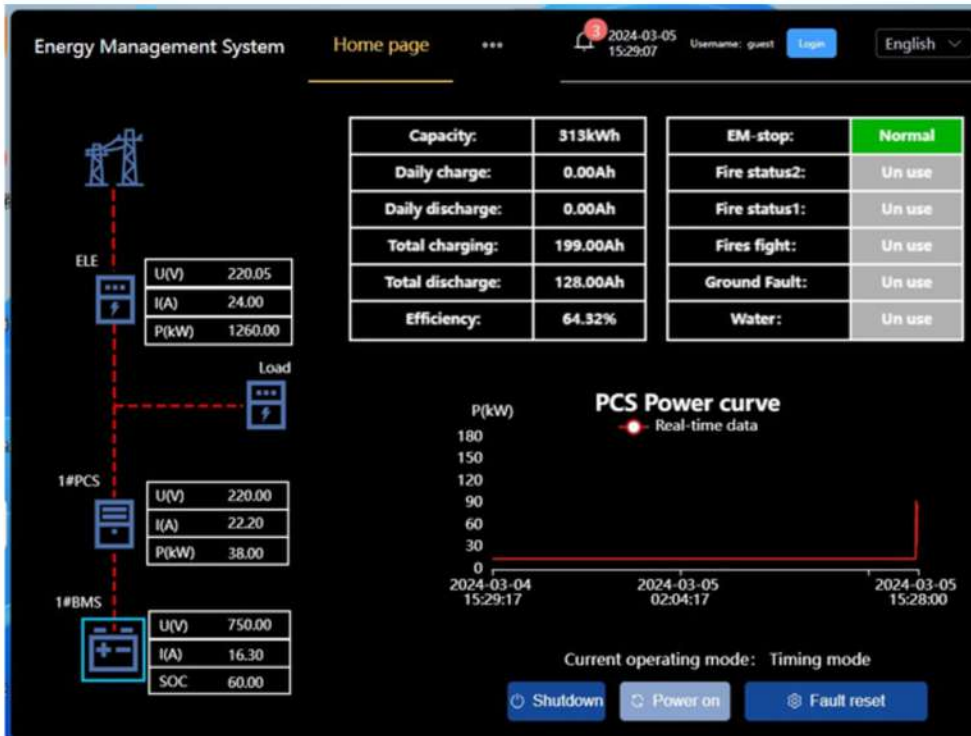 Energy Management System
Home page
•••
3
2024-03-05
15:29:07
Username: guest
Login
English
Capacity: 313kWh
Daily charge: 0.00Ah
Daily discharge: 0.00Ah
Total charging: 199.00Ah
Total discharge: 128.00Ah
Efficiency: 64.32%
EM-stop: Normal
Fire status2: Un use
Fire status1: Un use
Fires fight: Un use
Ground Fault: Un use
Water: Un use
ELE
U(V) 220.05
I(A) 24.00
P(kW) 1260.00
Load
1#PCS
U(V) 220.00
I(A) 22.20
P(kW) 38.00
1#BMS
U(V) 750.00
I(A) 16.30
SOC 60.00
PCS Power curve
Real-time data
P(kW)
180
150
120
90
60
30
0
2024-03-04
15:29:17
2024-03-05
02:04:17
2024-03-05
15:28:00
Current operating mode: Timing mode
Shutdown
Power on
Fault reset